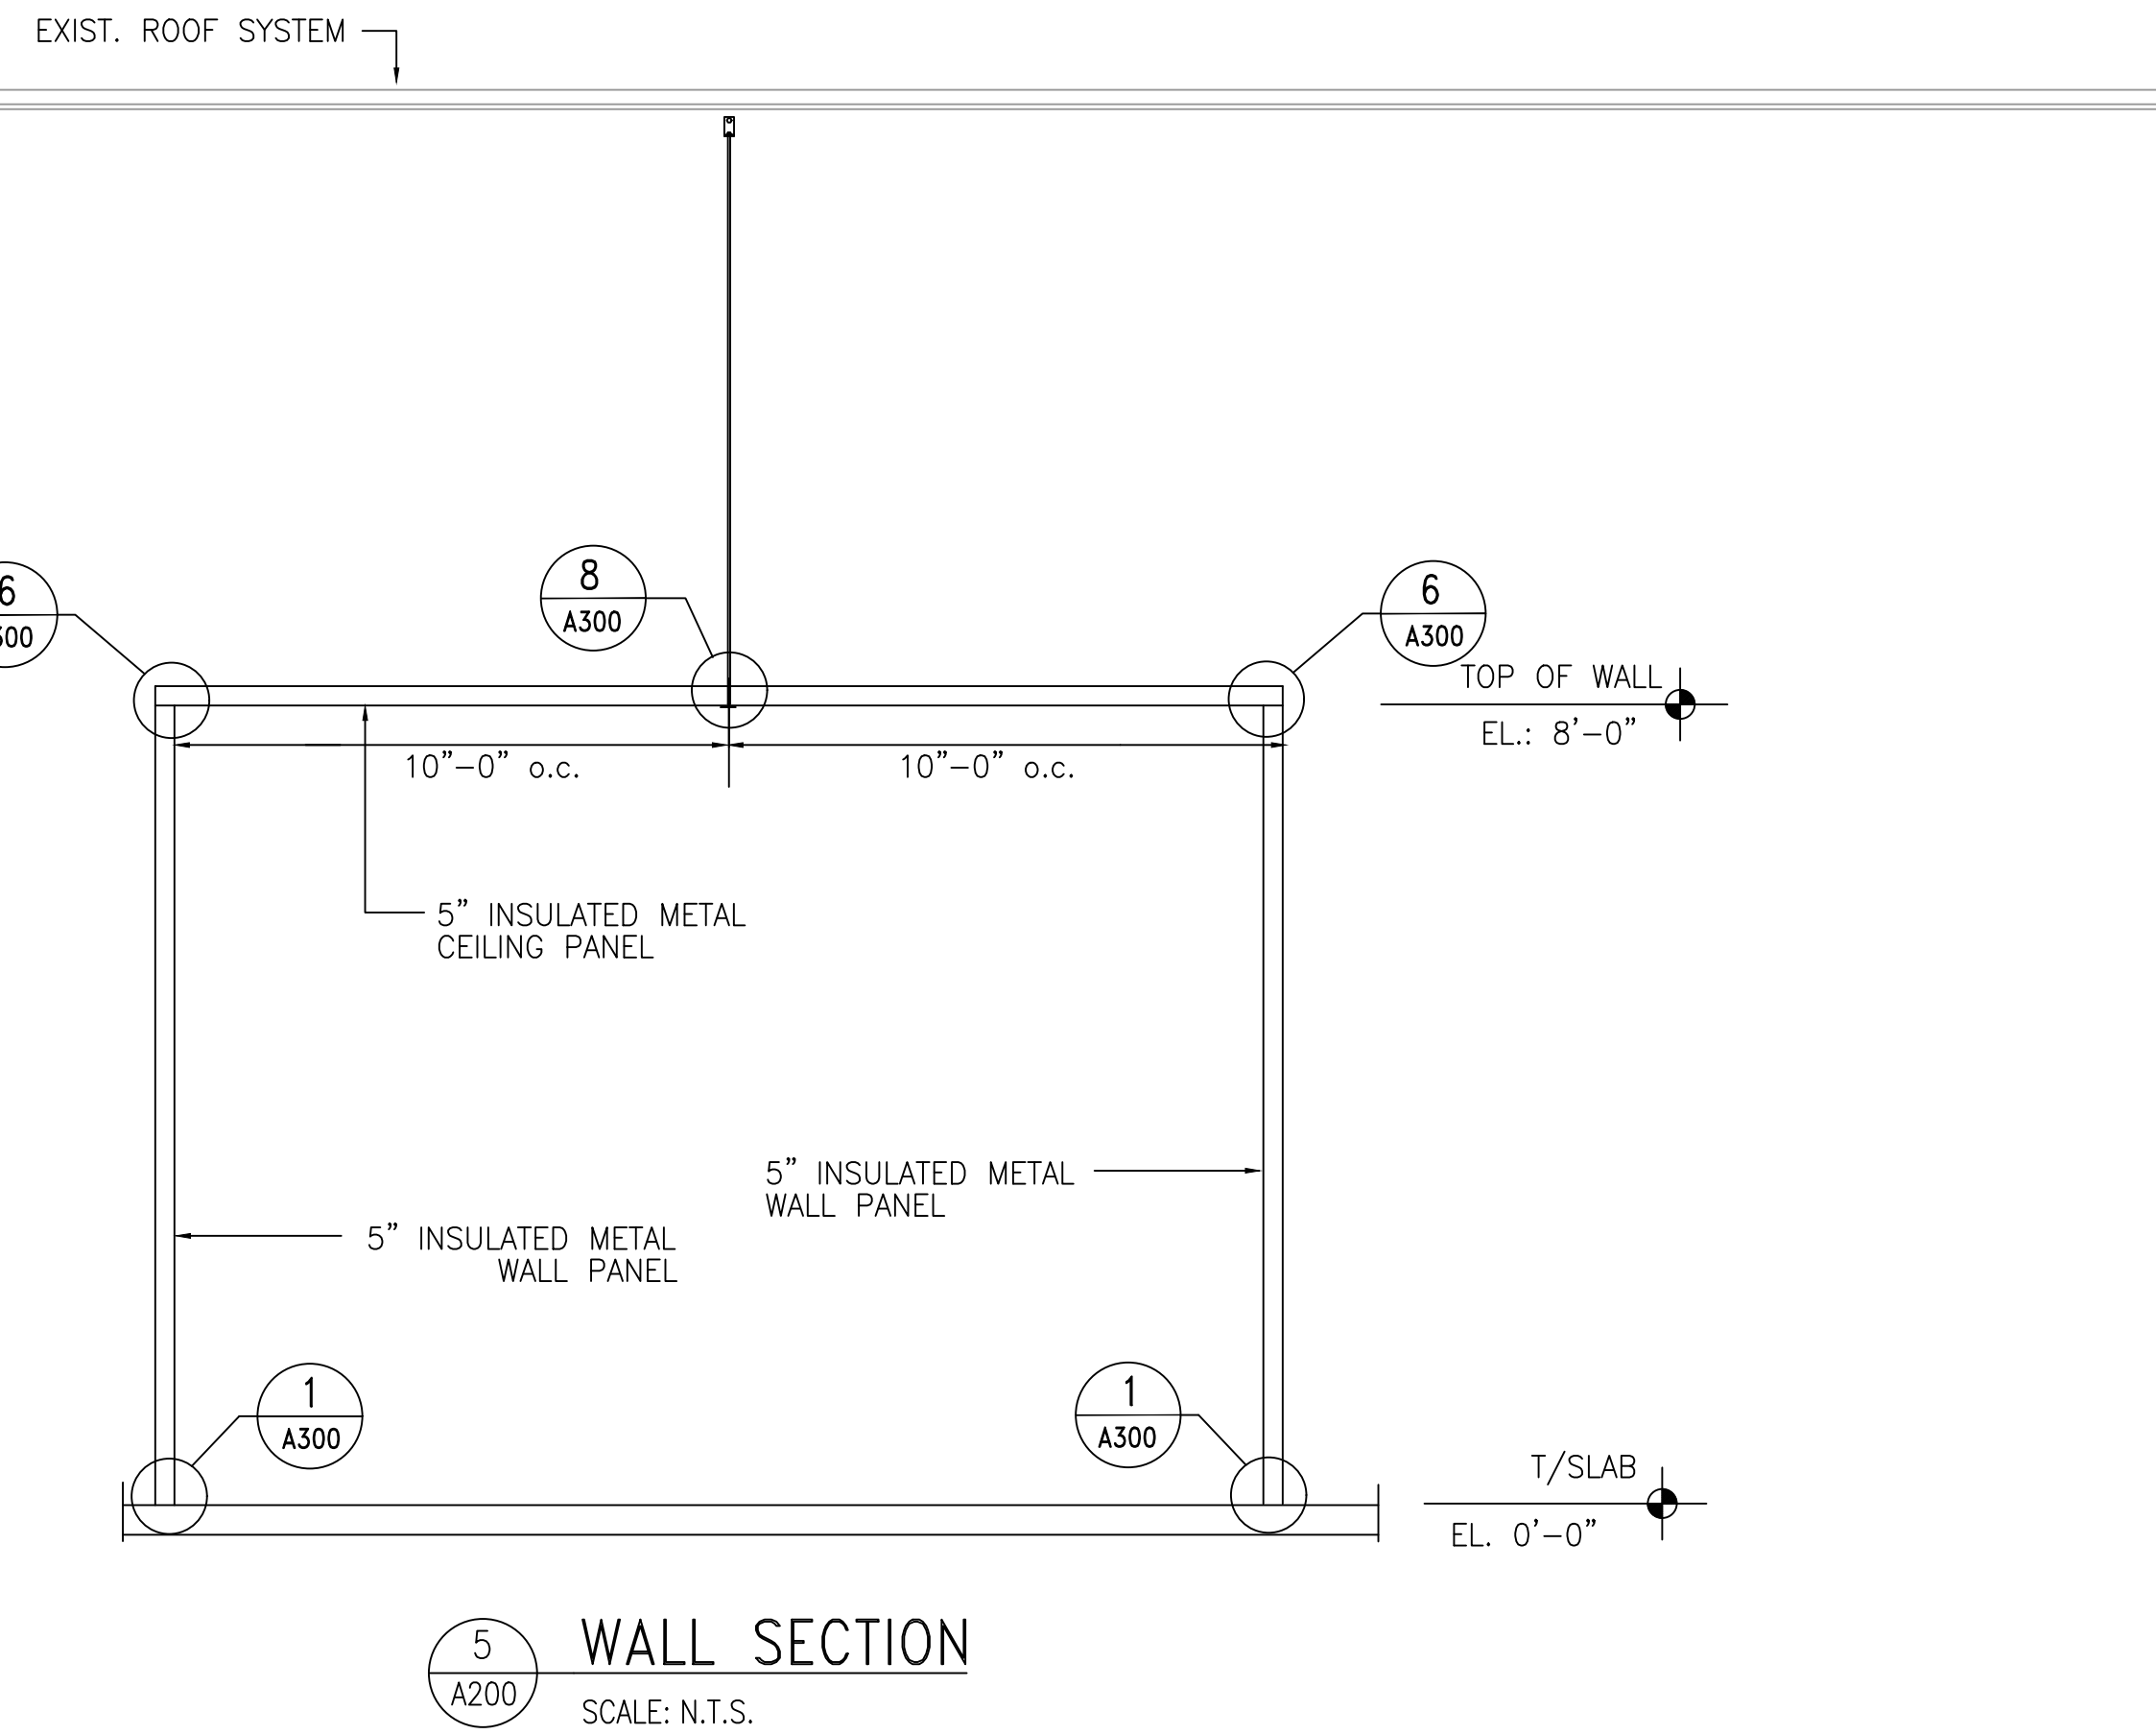 EXIST. ROOF SYSTEM
6
8
A300
6
A300
TOP OF WALL
EL.: 8’-0”
10”-0” o.c.
10”-0” o.c.
5” INSULATED METAL
CEILING PANEL
5” INSULATED METAL
WALL PANEL
5” INSULATED METAL
WALL PANEL
1
A300
1
A300
T/SLAB
EL. 0’-0”
5
A200
WALL SECTION
SCALE: N.T.S.